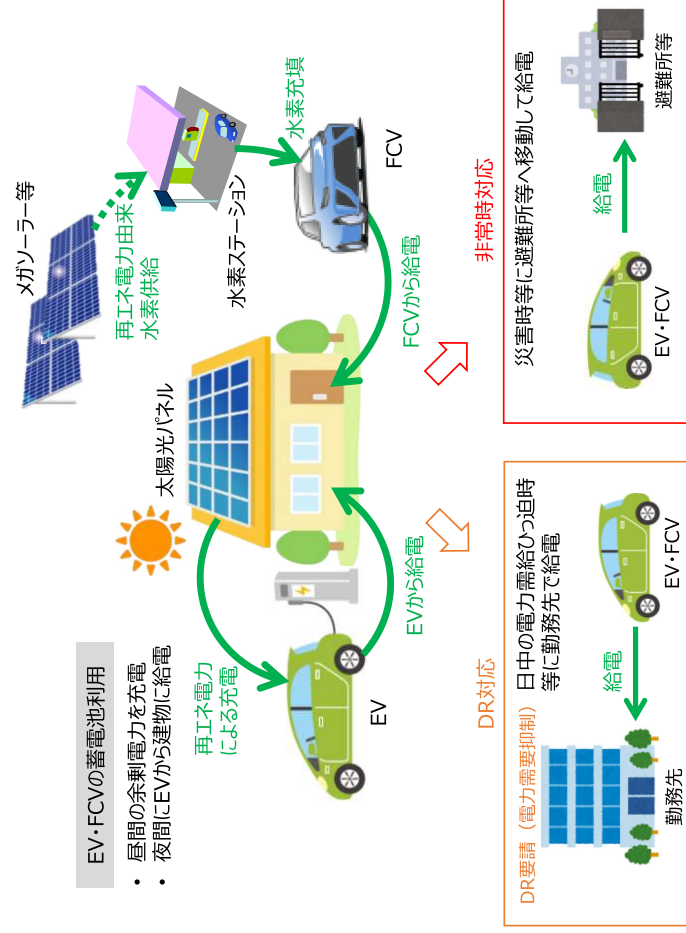 EV・FCVの蓄電池利用
・ 昼間の余剰電力を充電
・ 夜間にEVから建物に給電
メガソーラー等
再エネ電力由来
水素供給
水素ステーション
水素充填
FCV
太陽光パネル
再エネ電力
による充電
EV
EVから給電
FCVから給電
DR対応
DR要請（電力需要抑制）
日中の電力需給ひっ迫時
等に勤務先で給電
勤務先
給電
EV・FCV
非常時対応
災害時等に避難所等へ移動して給電
EV・FCV
給電
避難所等